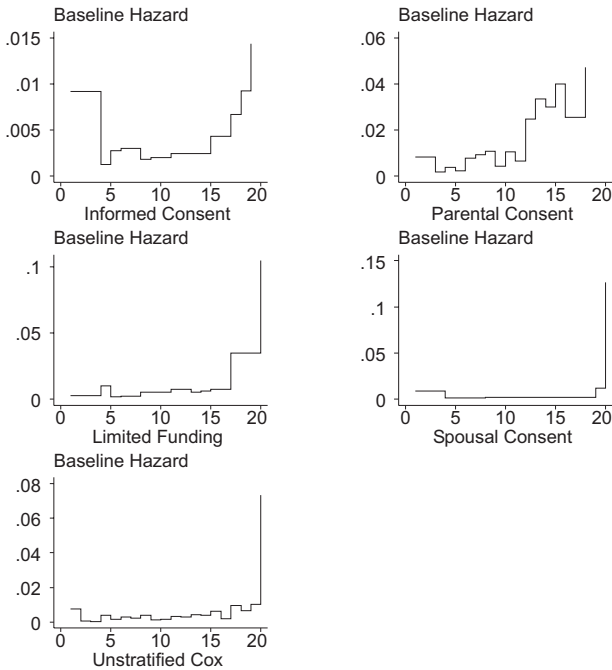 Baseline Hazard
.015
.01
.005
0
0 5 10 15 20
Informed Consent
Baseline Hazard
.06
.04
.02
0
0 5 10 15 20
Parental Consent
Baseline Hazard
.1
.05
0
0 5 10 15 20
Limited Funding
Baseline Hazard
.15
.1
.05
0
0 5 10 15 20
Spousal Consent
Baseline Hazard
.08
.06
.04
.02
0
0 5 10 15 20
Unstratified Cox